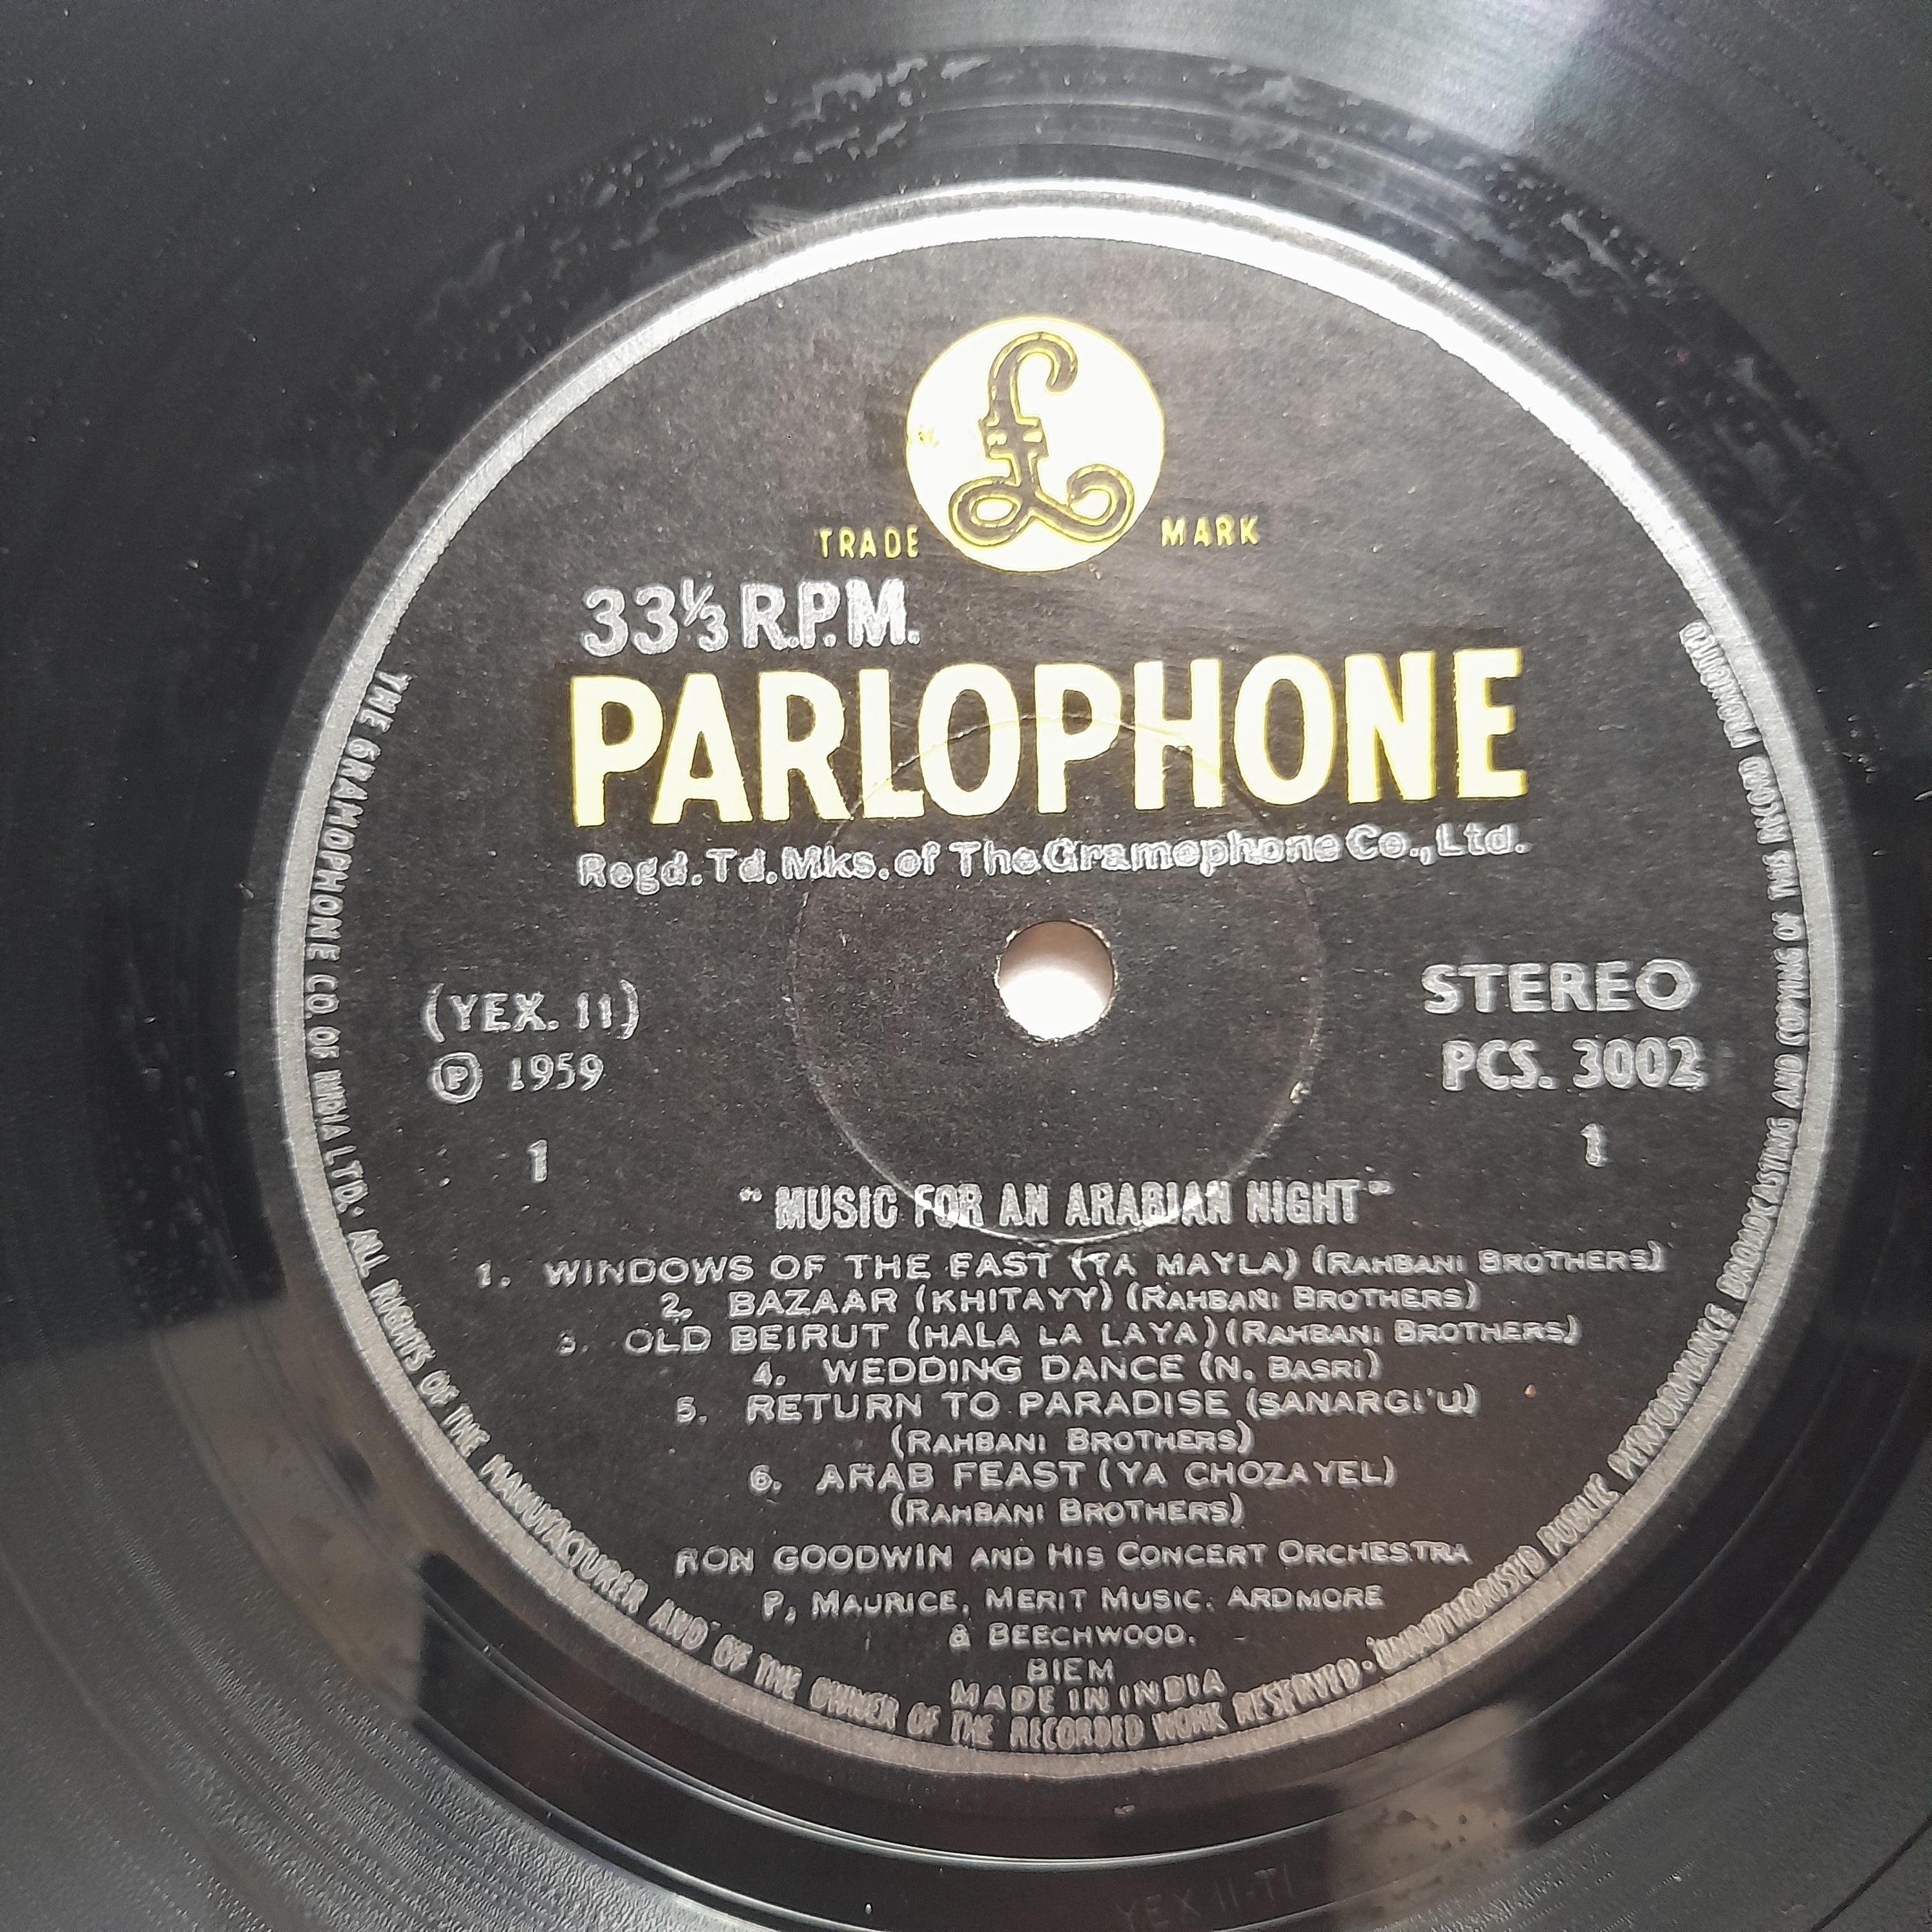 £
TRADE MARK
33⅓ R.P.M.
PARLOPHONE
Regd. Td. Mks. of The Gramophone Co., Ltd.
(YEX. 11)
STEREO
Ⓟ 1959
PCS. 3002
1
1
"MUSIC FOR AN ARABIAN NIGHT"
1. WINDOWS OF THE EAST (YA MAYLA) (RAHBANI BROTHERS)
2. BAZAAR (KHITAYY) (RAHBANI BROTHERS)
3. OLD BEIRUT (HALA LA LAYA) (RAHBANI BROTHERS)
4. WEDDING DANCE (N. BASRI)
5. RETURN TO PARADISE (SANARGI'U)
(RAHBANI BROTHERS)
6. ARAB FEAST (YA CHOZAYEL)
(RAHBANI BROTHERS)
RON GOODWIN AND HIS CONCERT ORCHESTRA
P, MAURICE, MERIT MUSIC, ARDMORE
& BEECHWOOD.
BIEM
MADE IN INDIA
THE GRAMOPHONE CO. OF INDIA LTD. ALL RIGHTS OF THE MANUFACTURER AND OF THE OWNER OF THE RECORDED WORK RESERVED · UNAUTHORISED PUBLIC PERFORMANCE BROADCASTING AND COPYING OF THIS RECORD PROHIBITED
YEX 11-T1